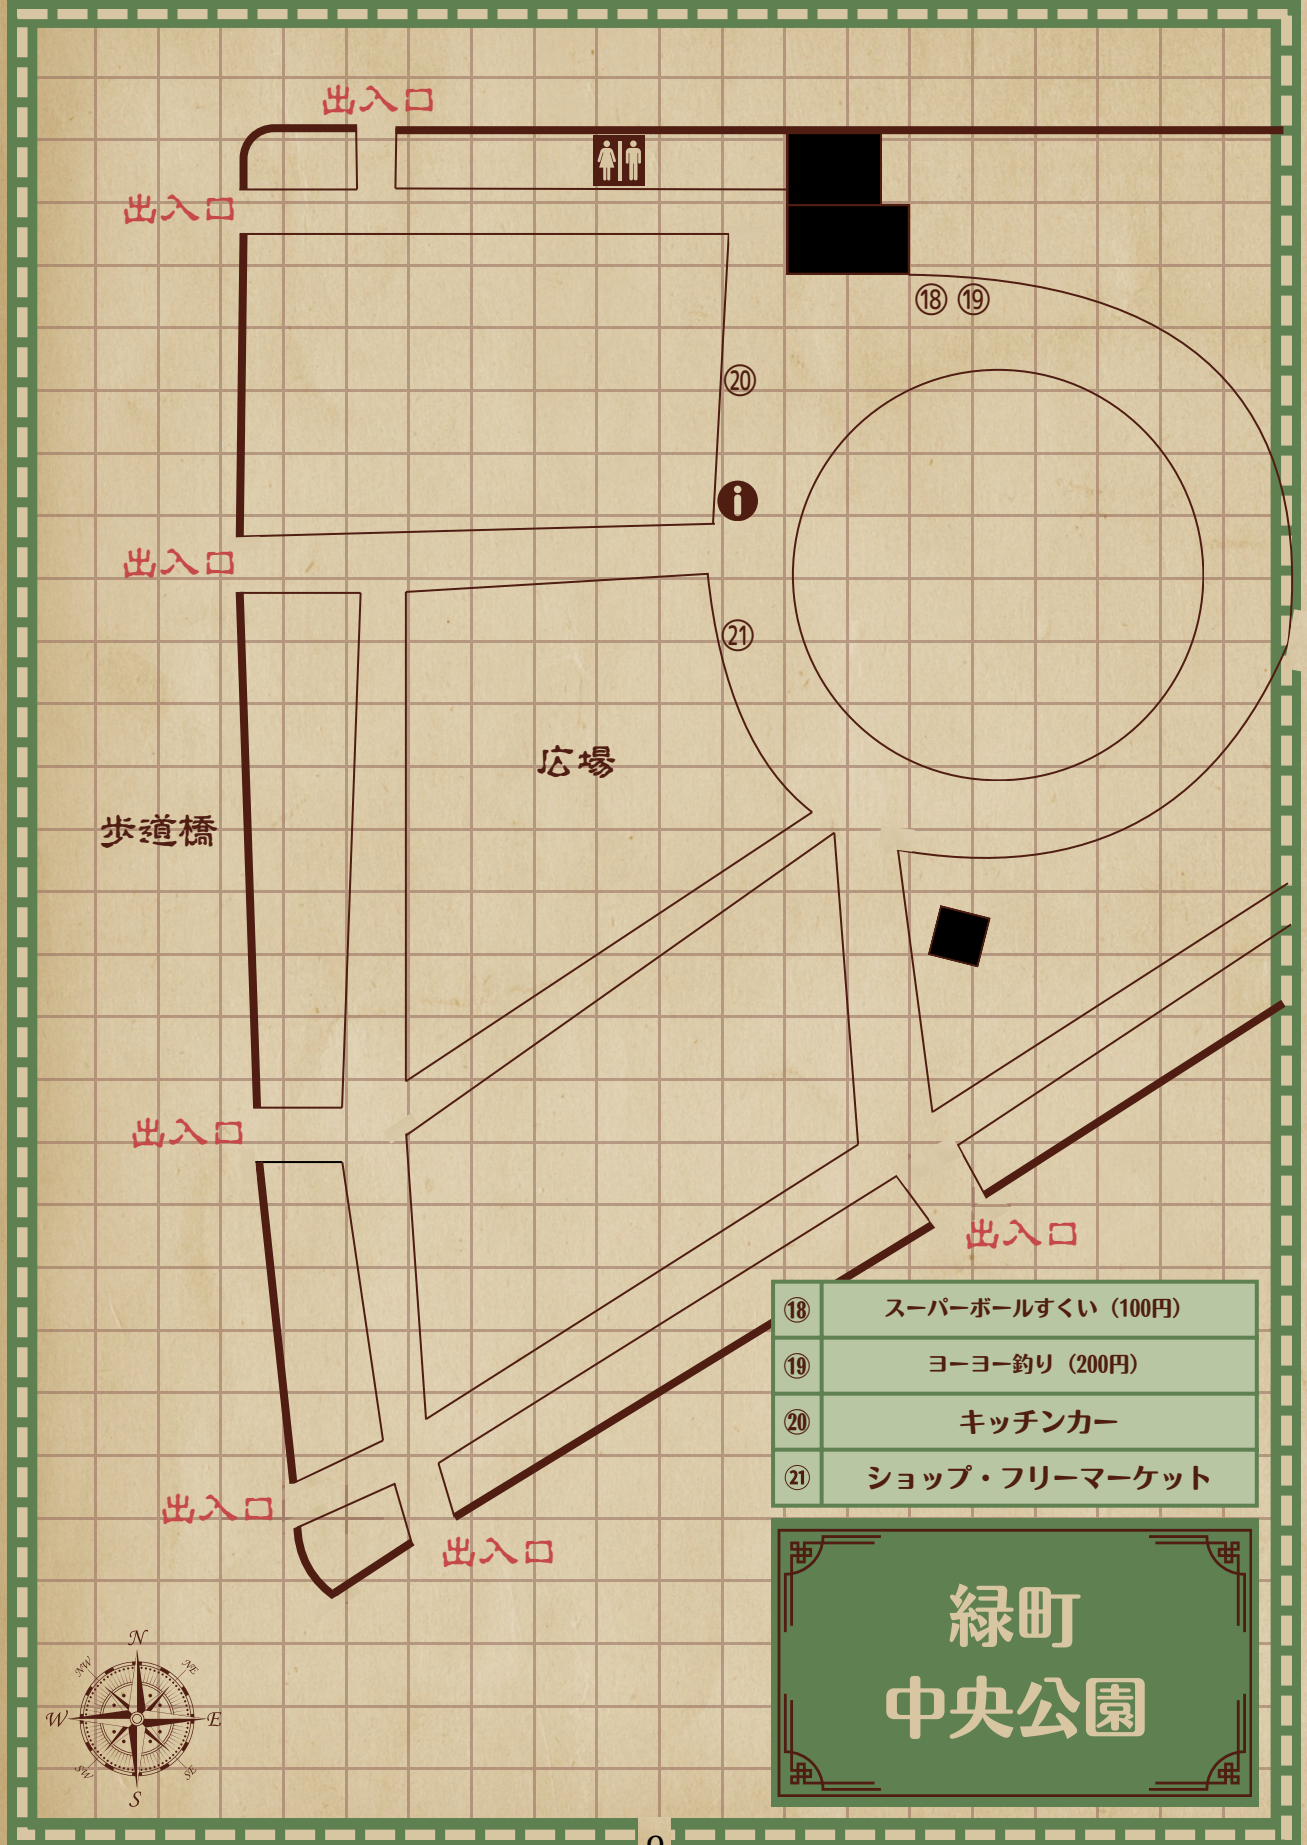 出入口
出入口
⑱ ⑲
⑳
i
出入口
㉑
広場
歩道橋
出入口
出入口
⑱ スーパーボールすくい（100円）
⑲ ヨーヨー釣り（200円）
⑳ キッチンカー
㉑ ショップ・フリーマーケット
出入口
出入口
緑町
中央公園
N
NW NE
W E
SW SE
S